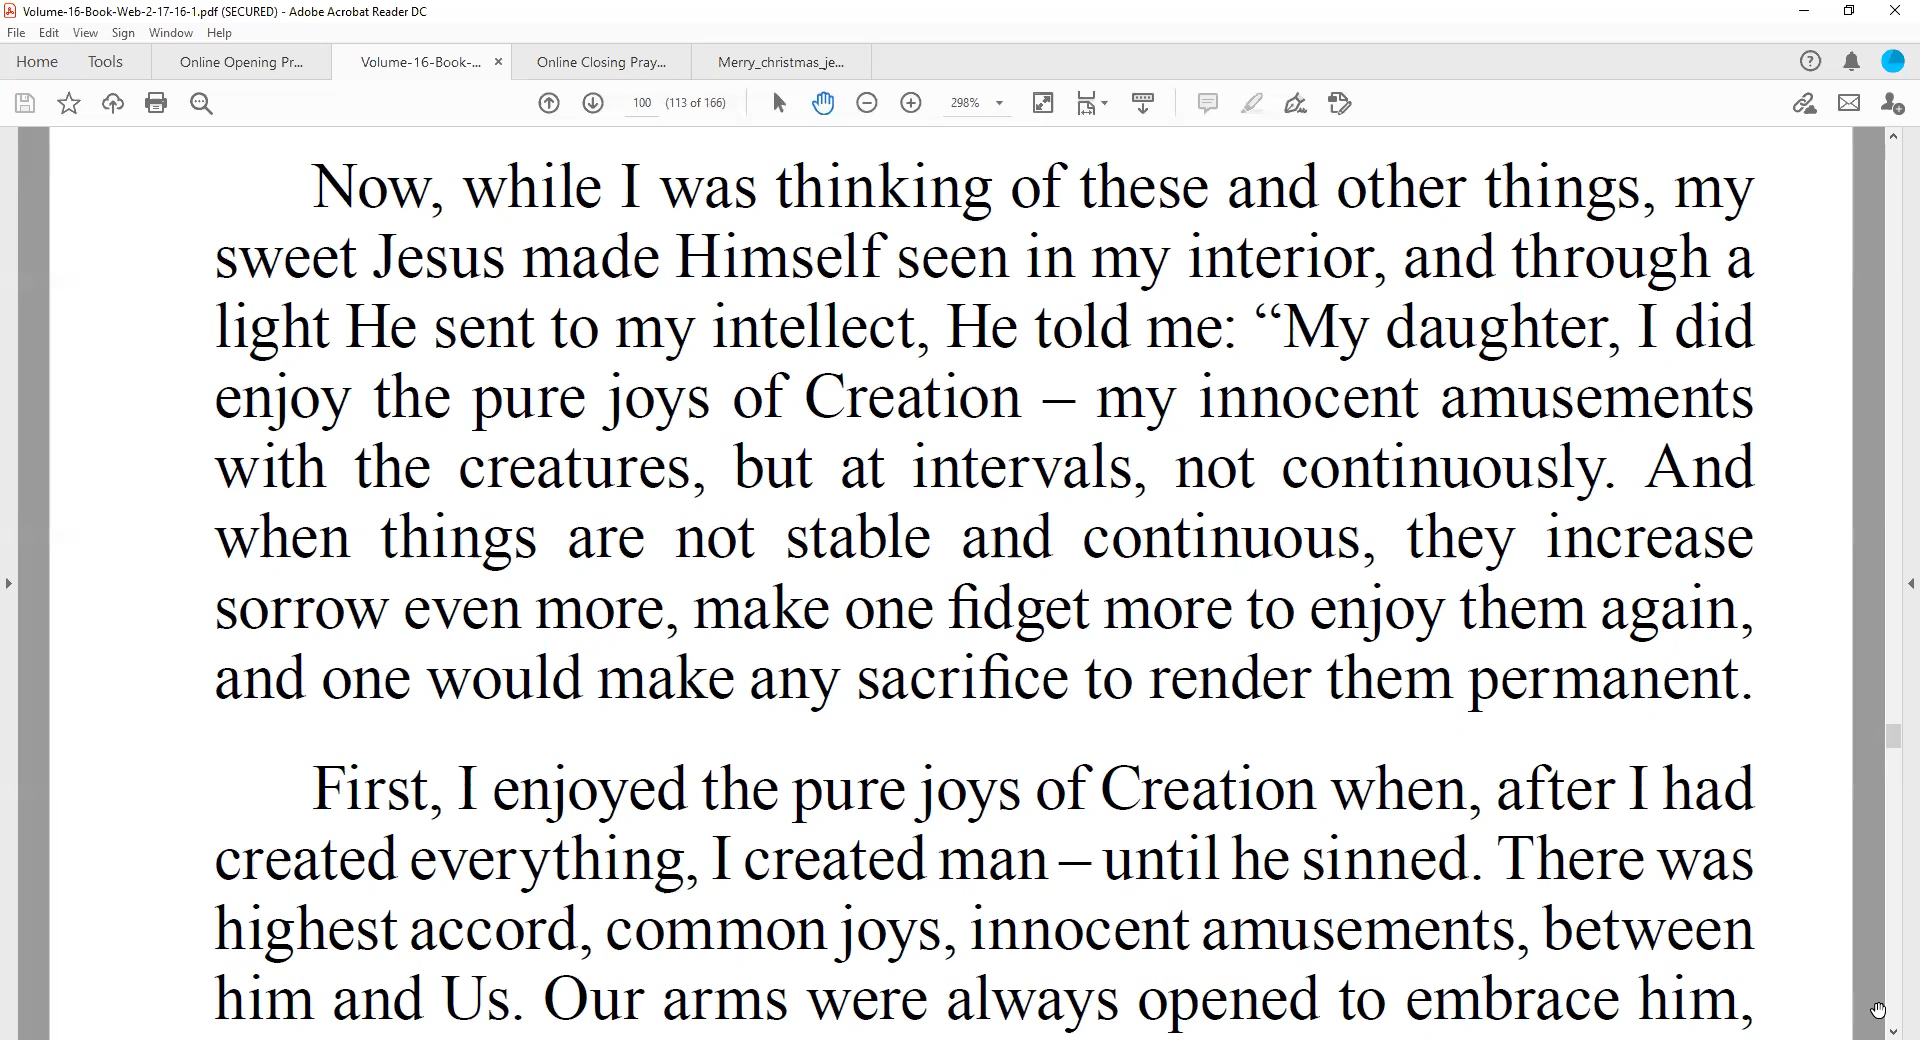 Volume-16-Book-Web-2-17-16-1.pdf (SECURED) - Adobe Acrobat Reader DC
File Edit View Sign Window Help
Home Tools Online Opening Pr... Volume-16-Book-... × Online Closing Pray... Merry_christmas_je...
100 (113 of 166) 298%
Now, while I was thinking of these and other things, my
sweet Jesus made Himself seen in my interior, and through a
light He sent to my intellect, He told me: “My daughter, I did
enjoy the pure joys of Creation – my innocent amusements
with the creatures, but at intervals, not continuously. And
when things are not stable and continuous, they increase
sorrow even more, make one fidget more to enjoy them again,
and one would make any sacrifice to render them permanent.
First, I enjoyed the pure joys of Creation when, after I had
created everything, I created man – until he sinned. There was
highest accord, common joys, innocent amusements, between
him and Us. Our arms were always opened to embrace him,